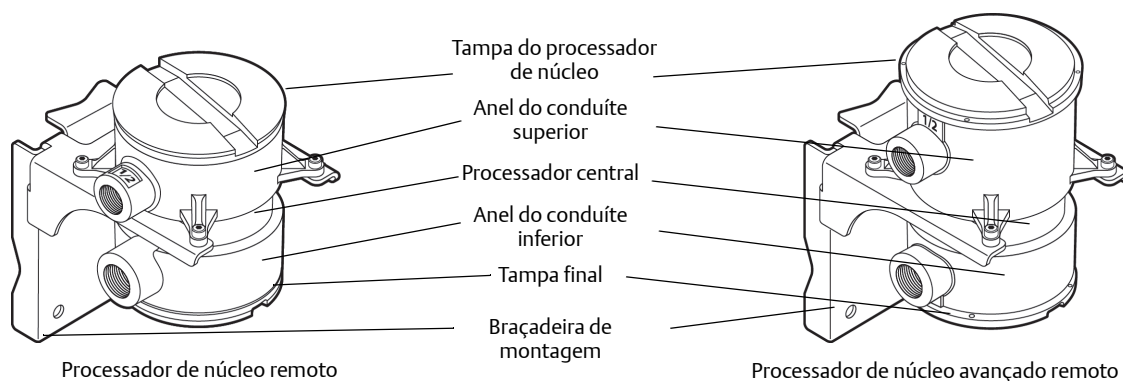 Tampa do processador
de núcleo
Anel do conduíte
superior
Processador central
Anel do conduíte
inferior
Tampa final
Braçadeira de
montagem
1/2
1/2
Processador de núcleo remoto
Processador de núcleo avançado remoto